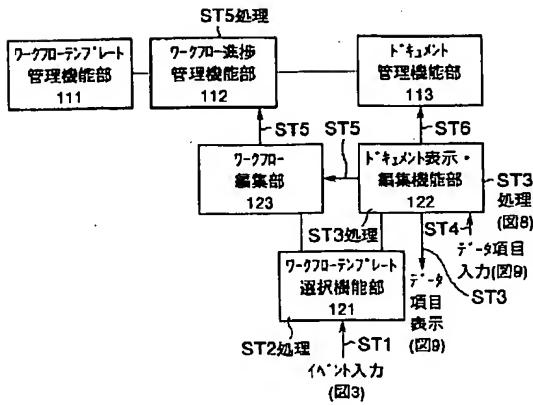 ST5処理
ワークフローテンプレート
管理機能部
111
ワークフロー進捗
管理機能部
112
ドキュメント
管理機能部
113
ST5
ST5
ST6
ワークフロー
編集部
123
ドキュメント表示・
編集機能部
122
ST3
処理
(図8)
ST3処理
ST4
データ項目
入力(図9)
ST3
ワークフローテンプレート
選択機能部
121
データ
項目
表示
(図9)
ST2処理
ST1
イベント入力
(図3)